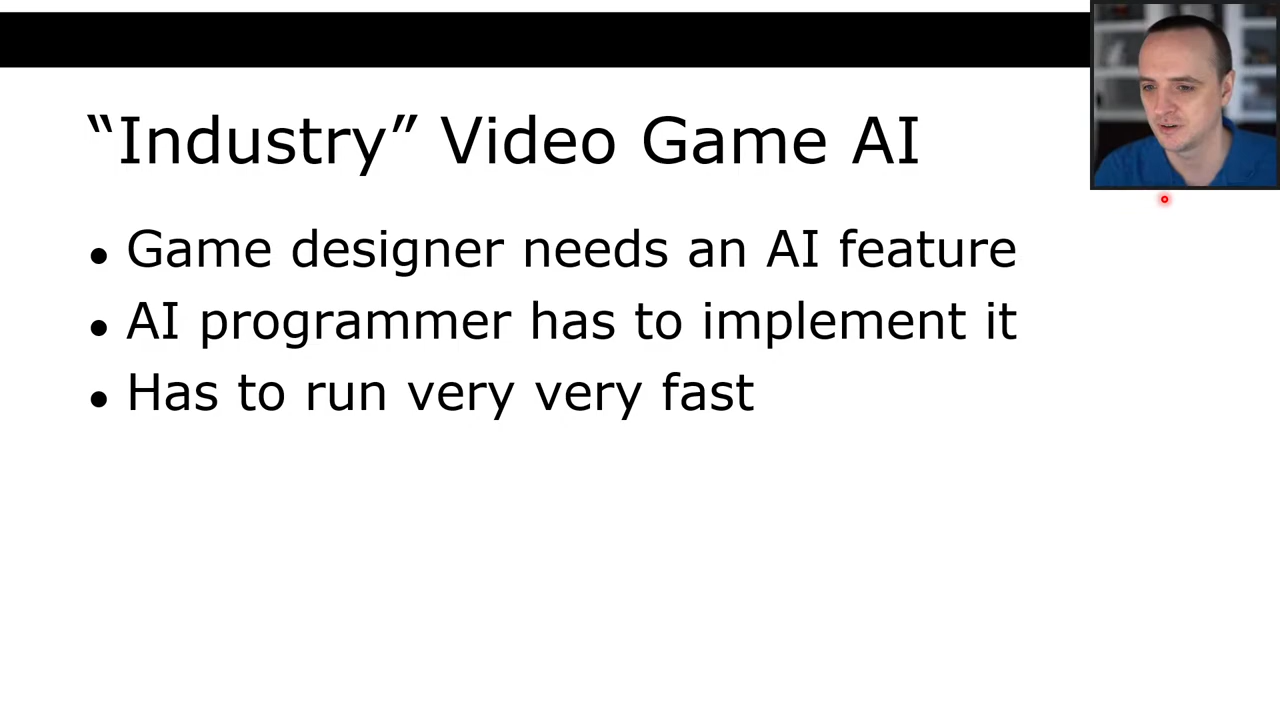 “Industry” Video Game AI
● Game designer needs an AI feature
● AI programmer has to implement it
● Has to run very very fast